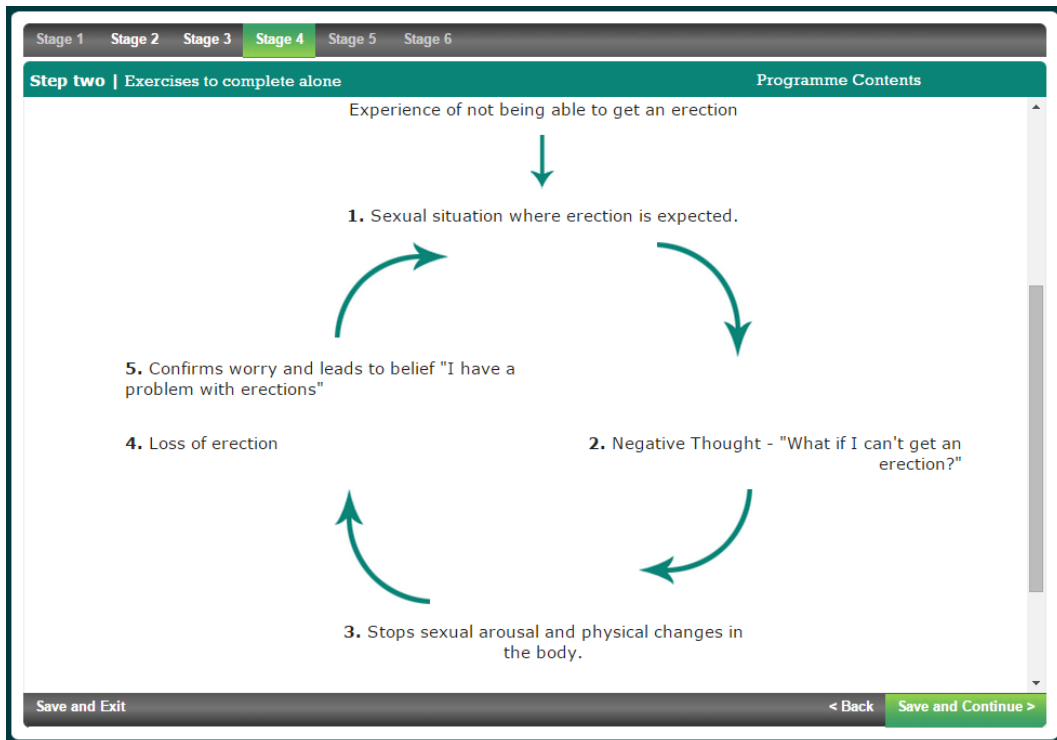 Stage 1 Stage 2 Stage 3 Stage 4 Stage 5 Stage 6
Step two | Exercises to complete alone Programme Contents
Experience of not being able to get an erection
1. Sexual situation where erection is expected.
5. Confirms worry and leads to belief "I have a
problem with erections"
4. Loss of erection
2. Negative Thought - "What if I can't get an
erection?"
3. Stops sexual arousal and physical changes in
the body.
Save and Exit < Back Save and Continue >